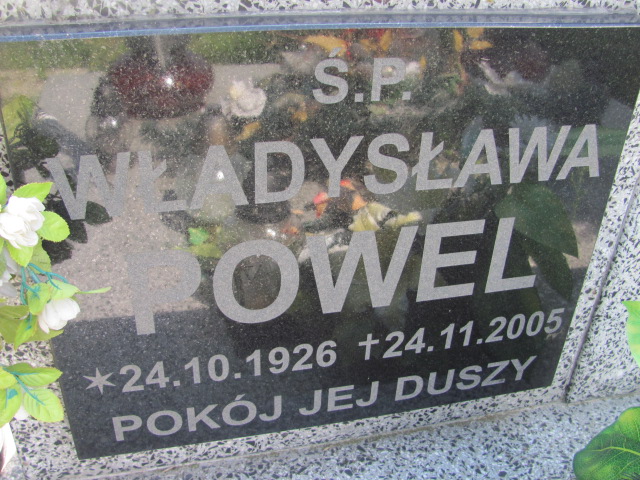 Ś.P.
WŁADYSŁAWA
POWEL
✶24.10.1926 †24.11.2005
POKÓJ JEJ DUSZY